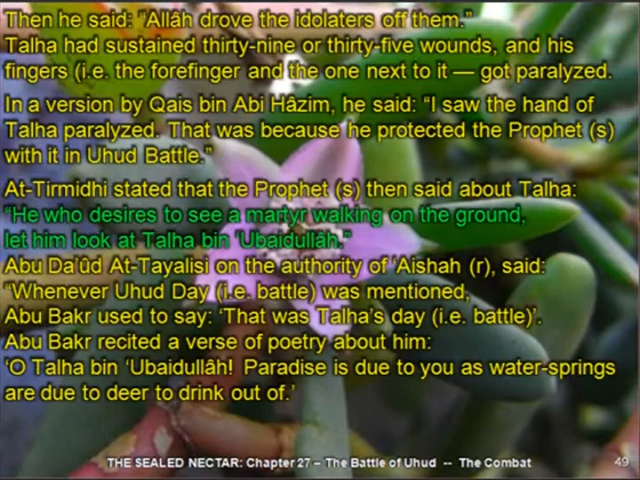 Then he said: “Allâh drove the idolaters off them.”
Talha had sustained thirty-nine or thirty-five wounds, and his
fingers (i.e. the forefinger and the one next to it — got paralyzed.
In a version by Qais bin Abi Hâzim, he said: “I saw the hand of
Talha paralyzed. That was because he protected the Prophet (s)
with it in Uhud Battle.”
At-Tirmidhi stated that the Prophet (s) then said about Talha:
“He who desires to see a martyr walking on the ground,
let him look at Talha bin ‘Ubaidullâh.”
Abu Da’ûd At-Tayalisi on the authority of ‘Aishah (r), said:
“Whenever Uhud Day (i.e. battle) was mentioned,
Abu Bakr used to say: ‘That was Talha’s day (i.e. battle)’.
Abu Bakr recited a verse of poetry about him:
‘O Talha bin ‘Ubaidullâh! Paradise is due to you as water-springs
are due to deer to drink out of.’
THE SEALED NECTAR: Chapter 27 – The Battle of Uhud -- The Combat
49